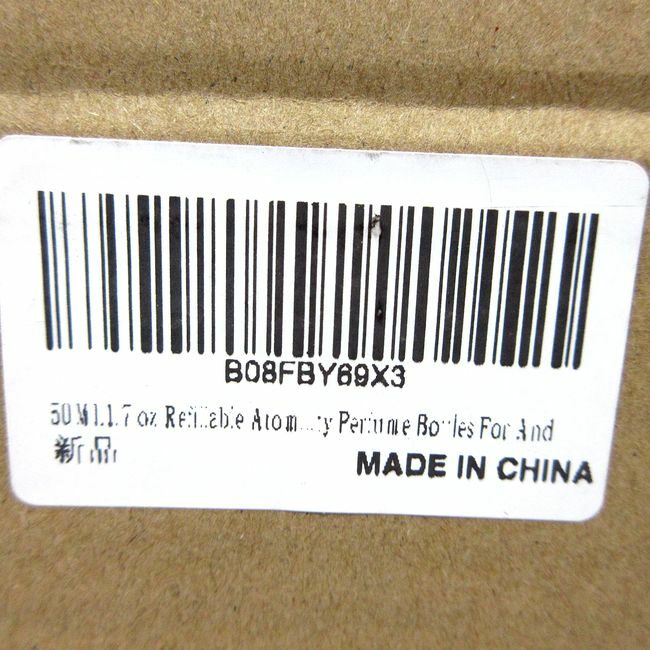 B08FBY69X3
50 Ml 1.7 oz Refillable Perfume Bottles For And
新品
MADE IN CHINA